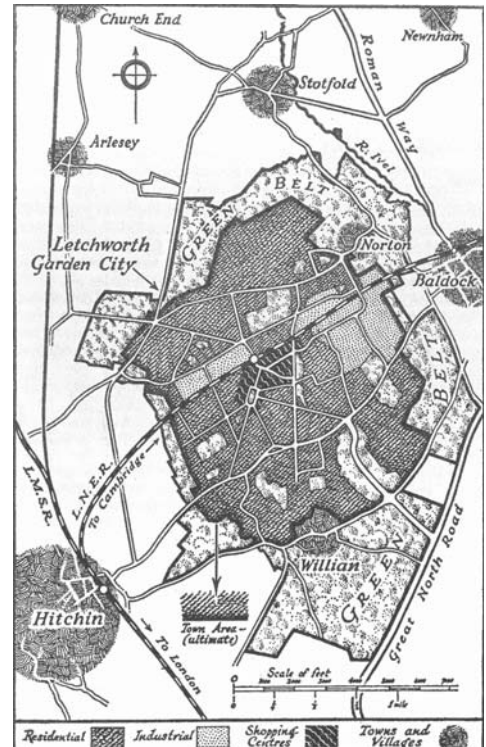 Church End
Newnham
Roman
Way
Stotfold
Arlesey
R. Ivel
GREEN
BELT
Norton
Letchworth
Garden City
Baldock
BELT
L.M.S.R.
L.N.E.R.
To Cambridge
Willian
GREEN
Great North Road
Hitchin
To London
Town Area-
(ultimate)
Scale of feet
0
1 mile
Residential
Industrial
Shopping-
Centres
Towns and
Villages